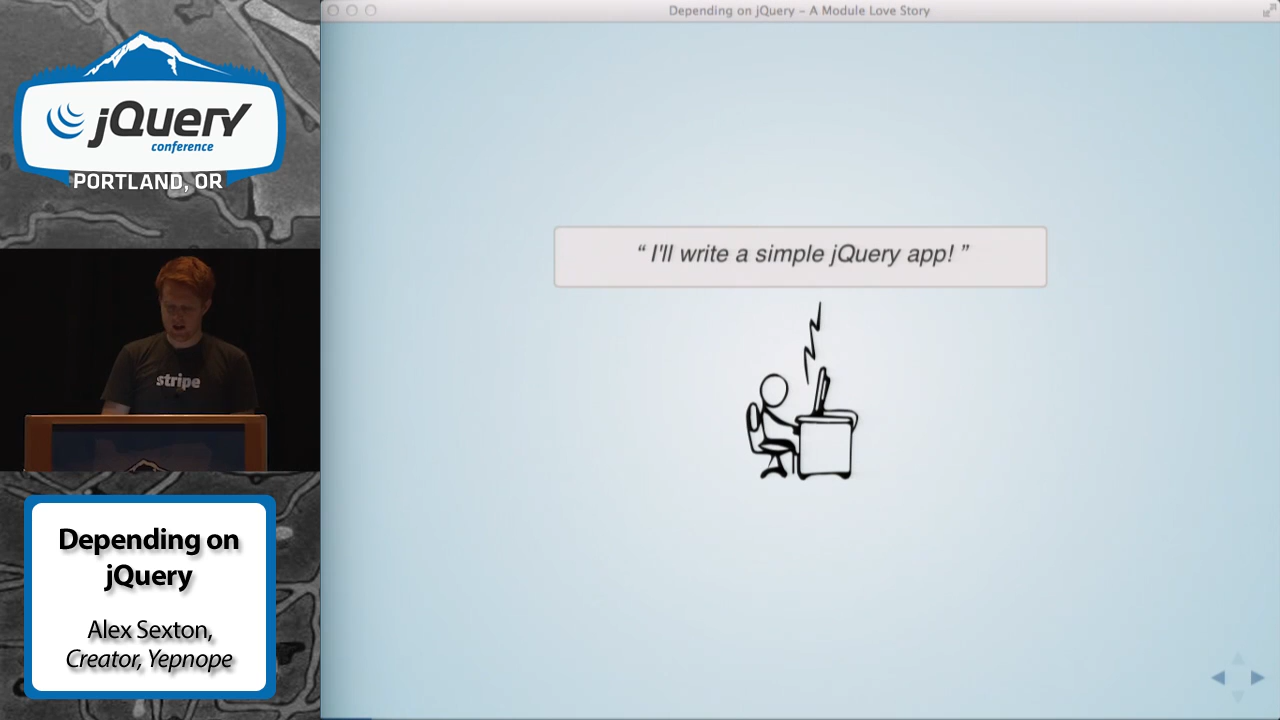 jQuery
conference
PORTLAND, OR
stripe
Depending on
jQuery
Alex Sexton,
Creator, Yepnope
Depending on jQuery – A Module Love Story
“ I'll write a simple jQuery app! ”